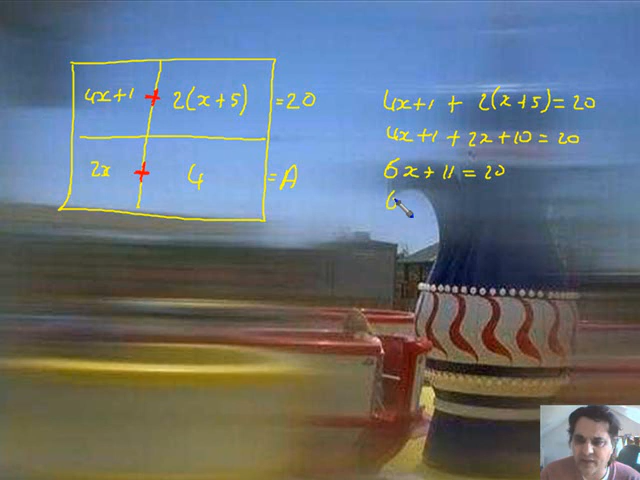 4x+1 + 2(x+5) = 20
2x + 4 = A
4x+1 + 2(x+5) = 20
4x+1 + 2x+10 = 20
6x+11 = 20
6